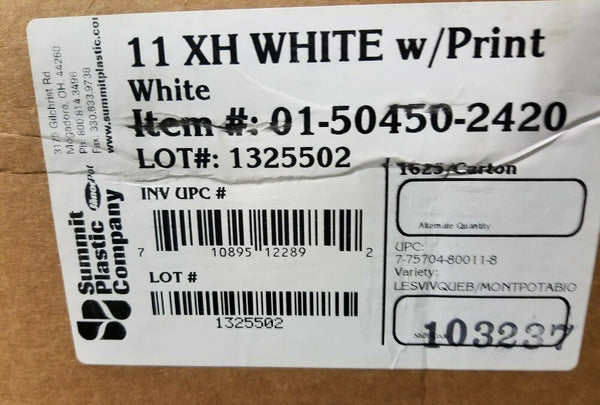 11 XH WHITE w/Print
White
Item #: 01-50450-2420
LOT#: 1325502
1625/Carton
INV UPC #
7 10895 12289 2
LOT #
1325502
Alternate Quantity
UPC:
7-75704-80011-8
Variety:
LESVIVQUEB/MONTPOTABIO
103237
Summit
Plastic
Company
www.summitplastic.com
3175 Gilchrist Rd
Mogadore, OH. 44260
Ph 800.814.3496
Fax 330.633.9738